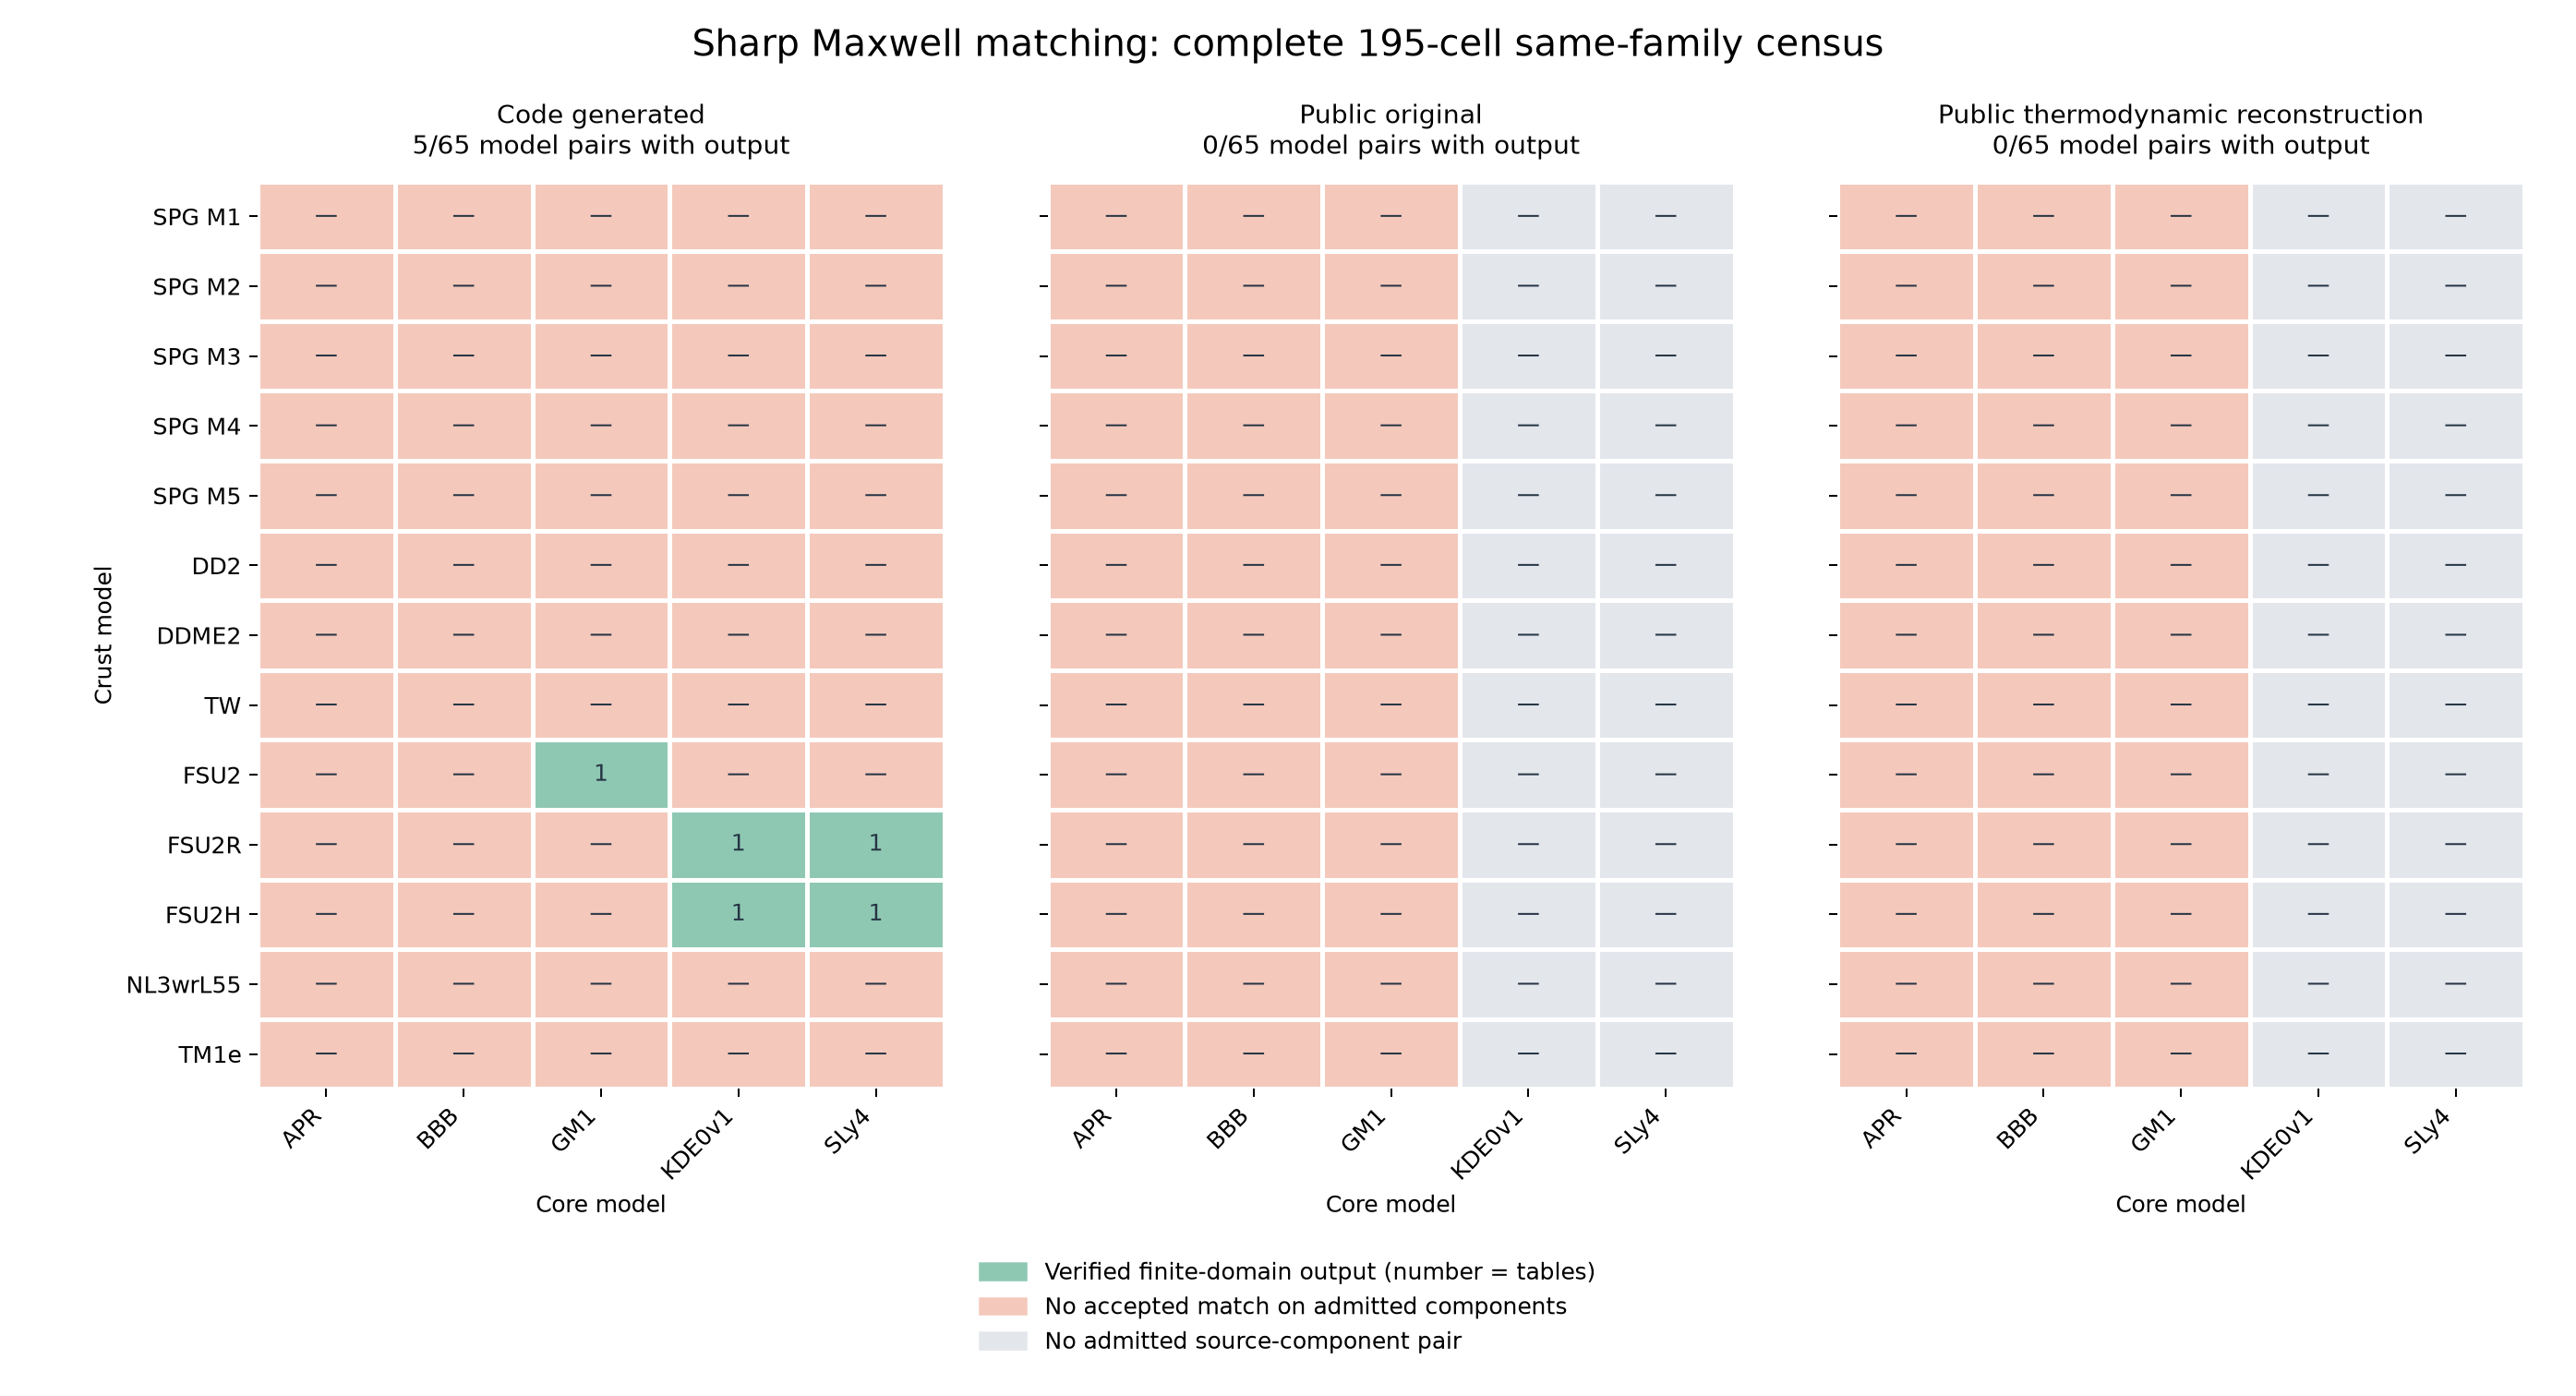 Sharp Maxwell matching: complete 195-cell same-family census
Code generated
5/65 model pairs with output
Public original
0/65 model pairs with output
Public thermodynamic reconstruction
0/65 model pairs with output
Crust model
SPG M1 — — — — — — — — — — — — — — —
SPG M2 — — — — — — — — — — — — — — —
SPG M3 — — — — — — — — — — — — — — —
SPG M4 — — — — — — — — — — — — — — —
SPG M5 — — — — — — — — — — — — — — —
DD2 — — — — — — — — — — — — — — —
DDME2 — — — — — — — — — — — — — — —
TW — — — — — — — — — — — — — — —
FSU2 — — 1 — — — — — — — — — — — —
FSU2R — — — 1 1 — — — — — — — — — —
FSU2H — — — 1 1 — — — — — — — — — —
NL3wrL55 — — — — — — — — — — — — — — —
TM1e — — — — — — — — — — — — — — —
APR BBB GM1 KDE0v1 SLy4 APR BBB GM1 KDE0v1 SLy4 APR BBB GM1 KDE0v1 SLy4
Core model Core model Core model
Verified finite-domain output (number = tables)
No accepted match on admitted components
No admitted source-component pair